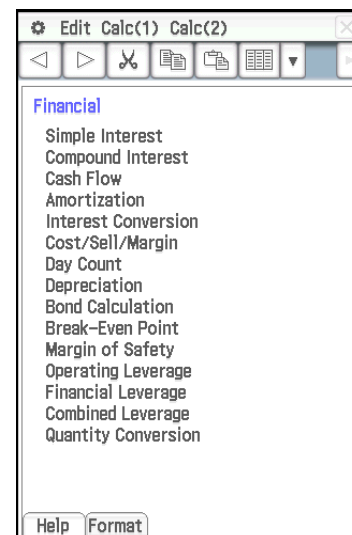 Edit Calc(1) Calc(2)
Financial
Simple Interest
Compound Interest
Cash Flow
Amortization
Interest Conversion
Cost/Sell/Margin
Day Count
Depreciation
Bond Calculation
Break-Even Point
Margin of Safety
Operating Leverage
Financial Leverage
Combined Leverage
Quantity Conversion
Help Format